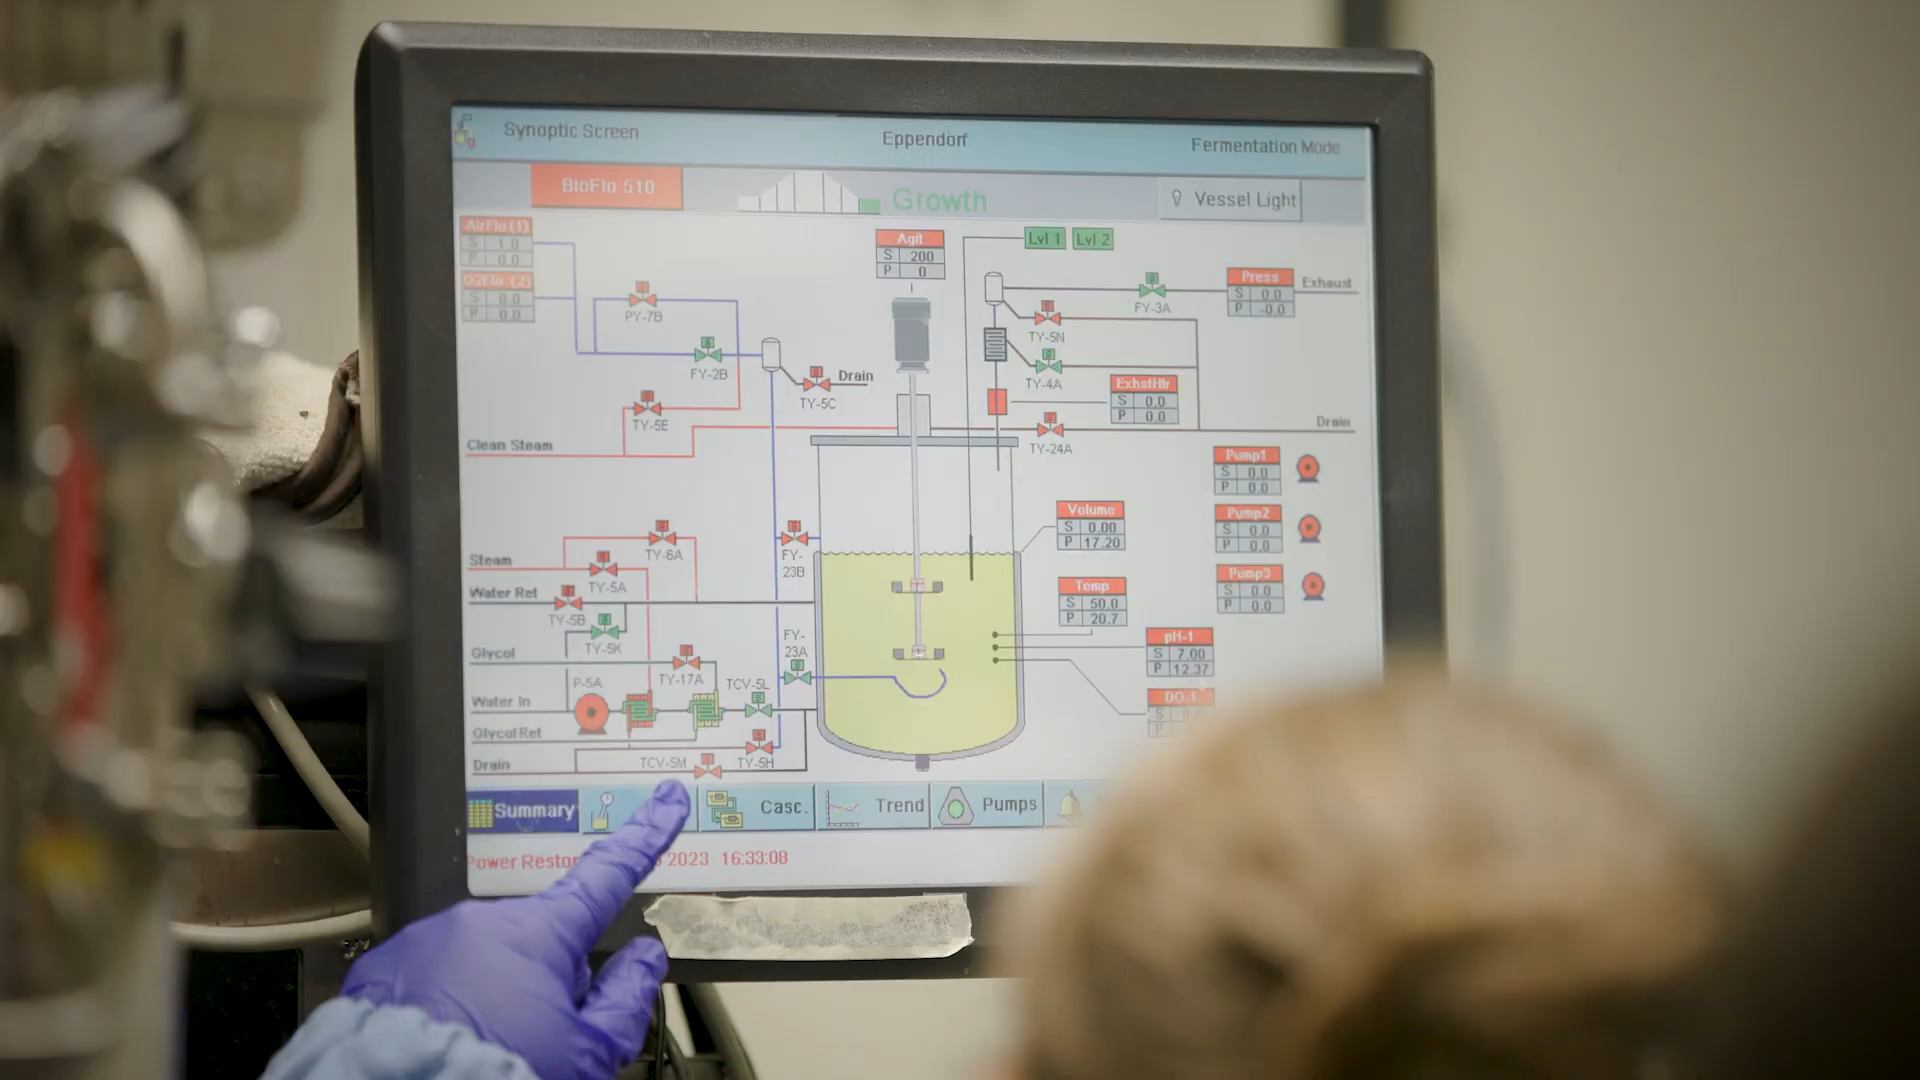 Synoptic Screen
Eppendorf
Fermentation Mode
BioFlo 510
Growth
Vessel Light
AirFlo (1)
S 1.0
P 0.0
O2Flo (2)
S 0.0
P 0.0
Agit
S 200
P 0
Lvl 1
Lvl 2
Press
S 0.0
P -0.0
Exhaust
FY-3A
PY-7B
TY-5N
FY-2B
TY-4A
Drain
TY-5C
ExhstHtr
S 0.0
P 0.0
TY-5E
Drain
Clean Steam
TY-24A
Pump1
S 0.0
P 0.0
Volume
S 0.00
P 17.20
Pump2
S 0.0
P 0.0
TY-6A
FY-
23B
Steam
TY-5A
Water Ret
TY-5B
TY-5K
Temp
S 50.0
P 20.7
Pump3
S 0.0
P 0.0
FY-
23A
pH-1
S 7.00
P 12.37
Glycol
TY-17A
P-5A
TCV-5L
Water In
DO-1
S
P
Glycol Ret
Drain
TCV-5M
TY-5H
Summary
Casc.
Trend
Pumps
Power Restor
2023 16:33:08